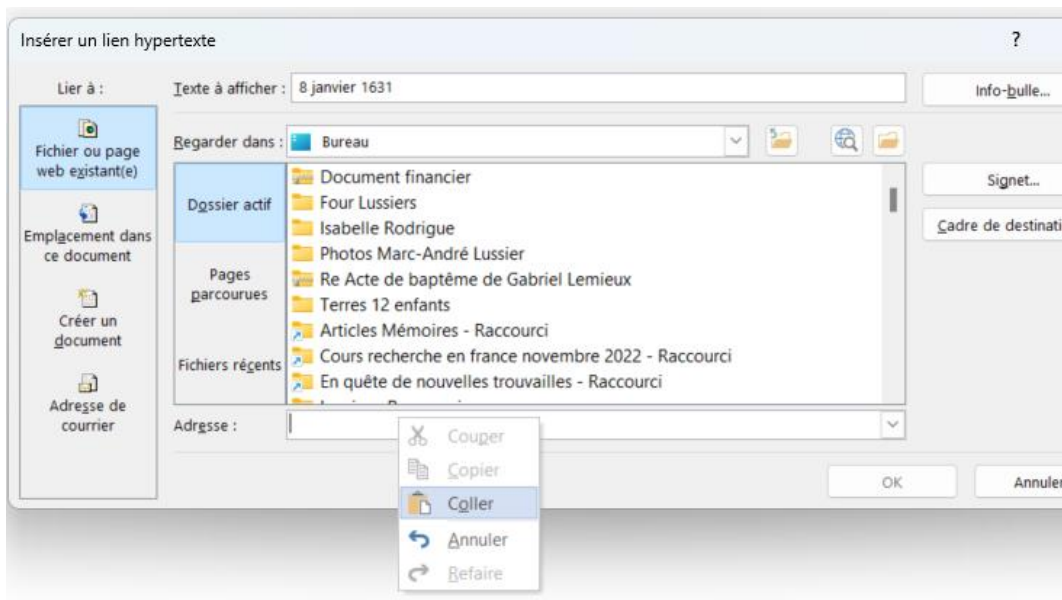 Insérer un lien hypertexte
?
Lier à :
Texte à afficher :
8 janvier 1631
Info-bulle...
Fichier ou page
web existant(e)
Regarder dans :
Bureau
Dossier actif
Document financier
Four Lussiers
Isabelle Rodrigue
Photos Marc-André Lussier
Re Acte de baptême de Gabriel Lemieux
Terres 12 enfants
Articles Mémoires - Raccourci
Cours recherche en france novembre 2022 - Raccourci
En quête de nouvelles trouvailles - Raccourci
Signet...
Cadre de destinati
Emplacement dans
ce document
Pages
parcourues
Créer un
document
Fichiers récents
Adresse de
courrier
Adresse :
Couper
Copier
Coller
Annuler
Refaire
OK
Annuler